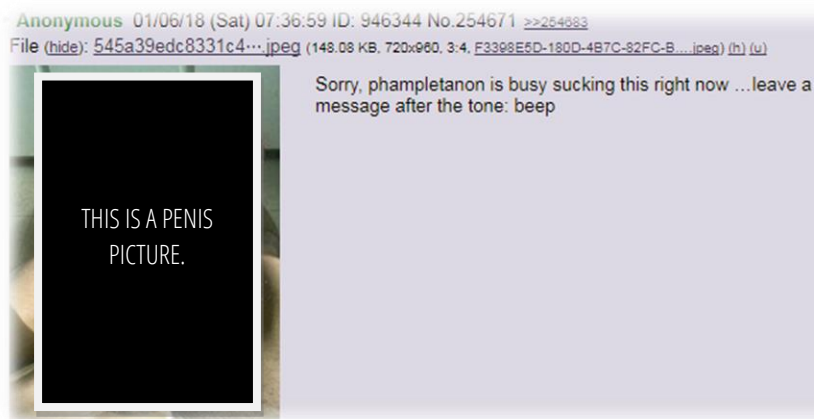 Anonymous 01/06/18 (Sat) 07:36:59 ID: 946344 No.254671 >>254683
File (hide): 545a39edc8331c4···.jpeg (148.08 KB, 720x960, 3:4, F3398E5D-180D-4B7C-82FC-B....jpeg) (h) (u)
Sorry, phampletanon is busy sucking this right now …leave a
message after the tone: beep
THIS IS A PENIS
PICTURE.